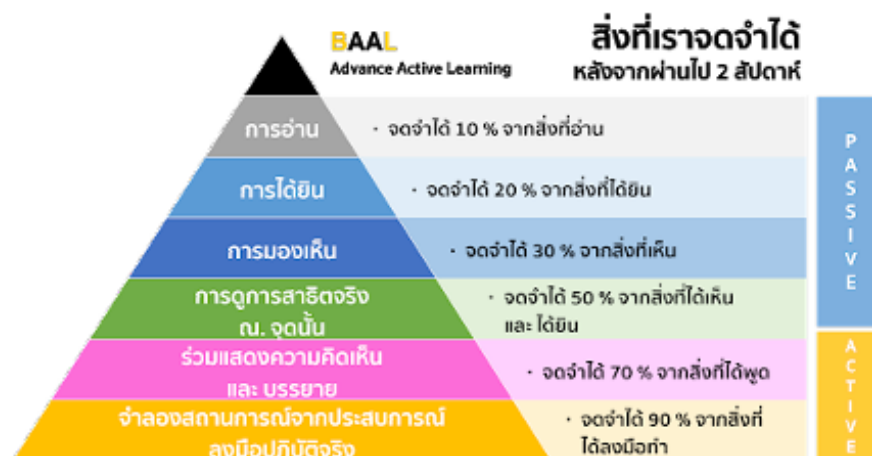 BAAL
Advance Active Learning
สิ่งที่เราจดจำได้
หลังจากผ่านไป 2 สัปดาห์
การอ่าน
· จดจำได้ 10 % จากสิ่งที่อ่าน
การได้ยิน
· จดจำได้ 20 % จากสิ่งที่ได้ยิน
การมองเห็น
· จดจำได้ 30 % จากสิ่งที่เห็น
การดูการสาธิตจริง
ณ. จุดนั้น
· จดจำได้ 50 % จากสิ่งที่ได้เห็น
และ ได้ยิน
ร่วมแสดงความคิดเห็น
และ บรรยาย
· จดจำได้ 70 % จากสิ่งที่ได้พูด
จำลองสถานการณ์จากประสบการณ์
ลงมือปฏิบัติจริง
· จดจำได้ 90 % จากสิ่งที่
ได้ลงมือทำ
PASSIVE
ACTIVE